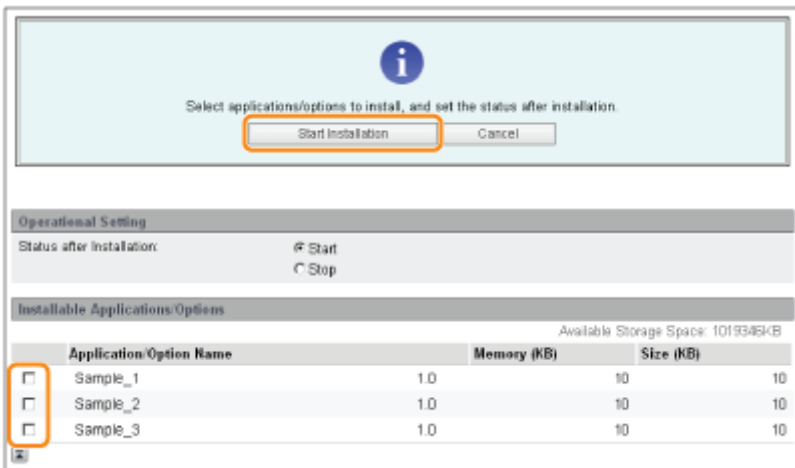 Select applications/options to install, and set the status after installation.
Start Installation Cancel
Operational Setting
Status after Installation: Start
Stop
Installable Applications/Options
Available Storage Space: 1019346KB
Application/Option Name Memory (KB) Size (KB)
Sample_1 1.0 10 10
Sample_2 1.0 10 10
Sample_3 1.0 10 10